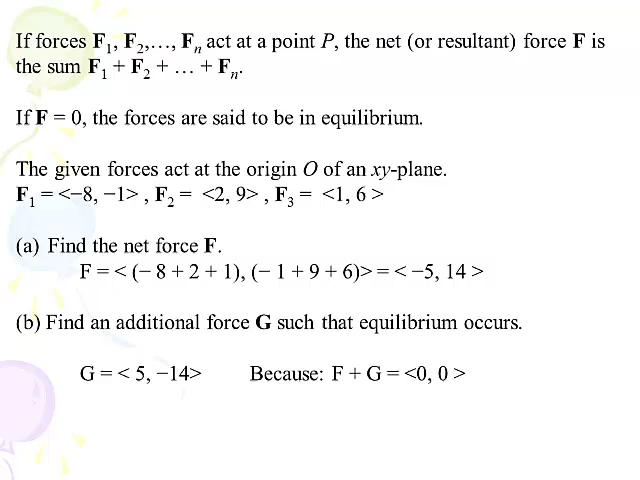 If forces F₁, F₂,…, Fₙ act at a point P, the net (or resultant) force F is
the sum F₁ + F₂ + … + Fₙ.
If F = 0, the forces are said to be in equilibrium.
The given forces act at the origin O of an xy-plane.
F₁ = <−8, −1> , F₂ = <2, 9> , F₃ = <1, 6 >
(a) Find the net force F.
F = < (− 8 + 2 + 1), (− 1 + 9 + 6)> = < −5, 14 >
(b) Find an additional force G such that equilibrium occurs.
G = < 5, −14> Because: F + G = <0, 0 >